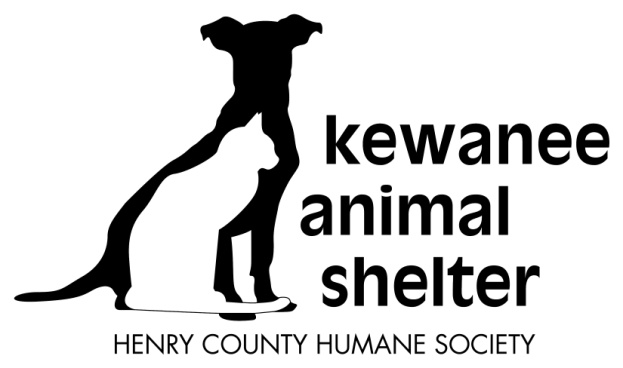 kewanee
animal
shelter
HENRY COUNTY HUMANE SOCIETY